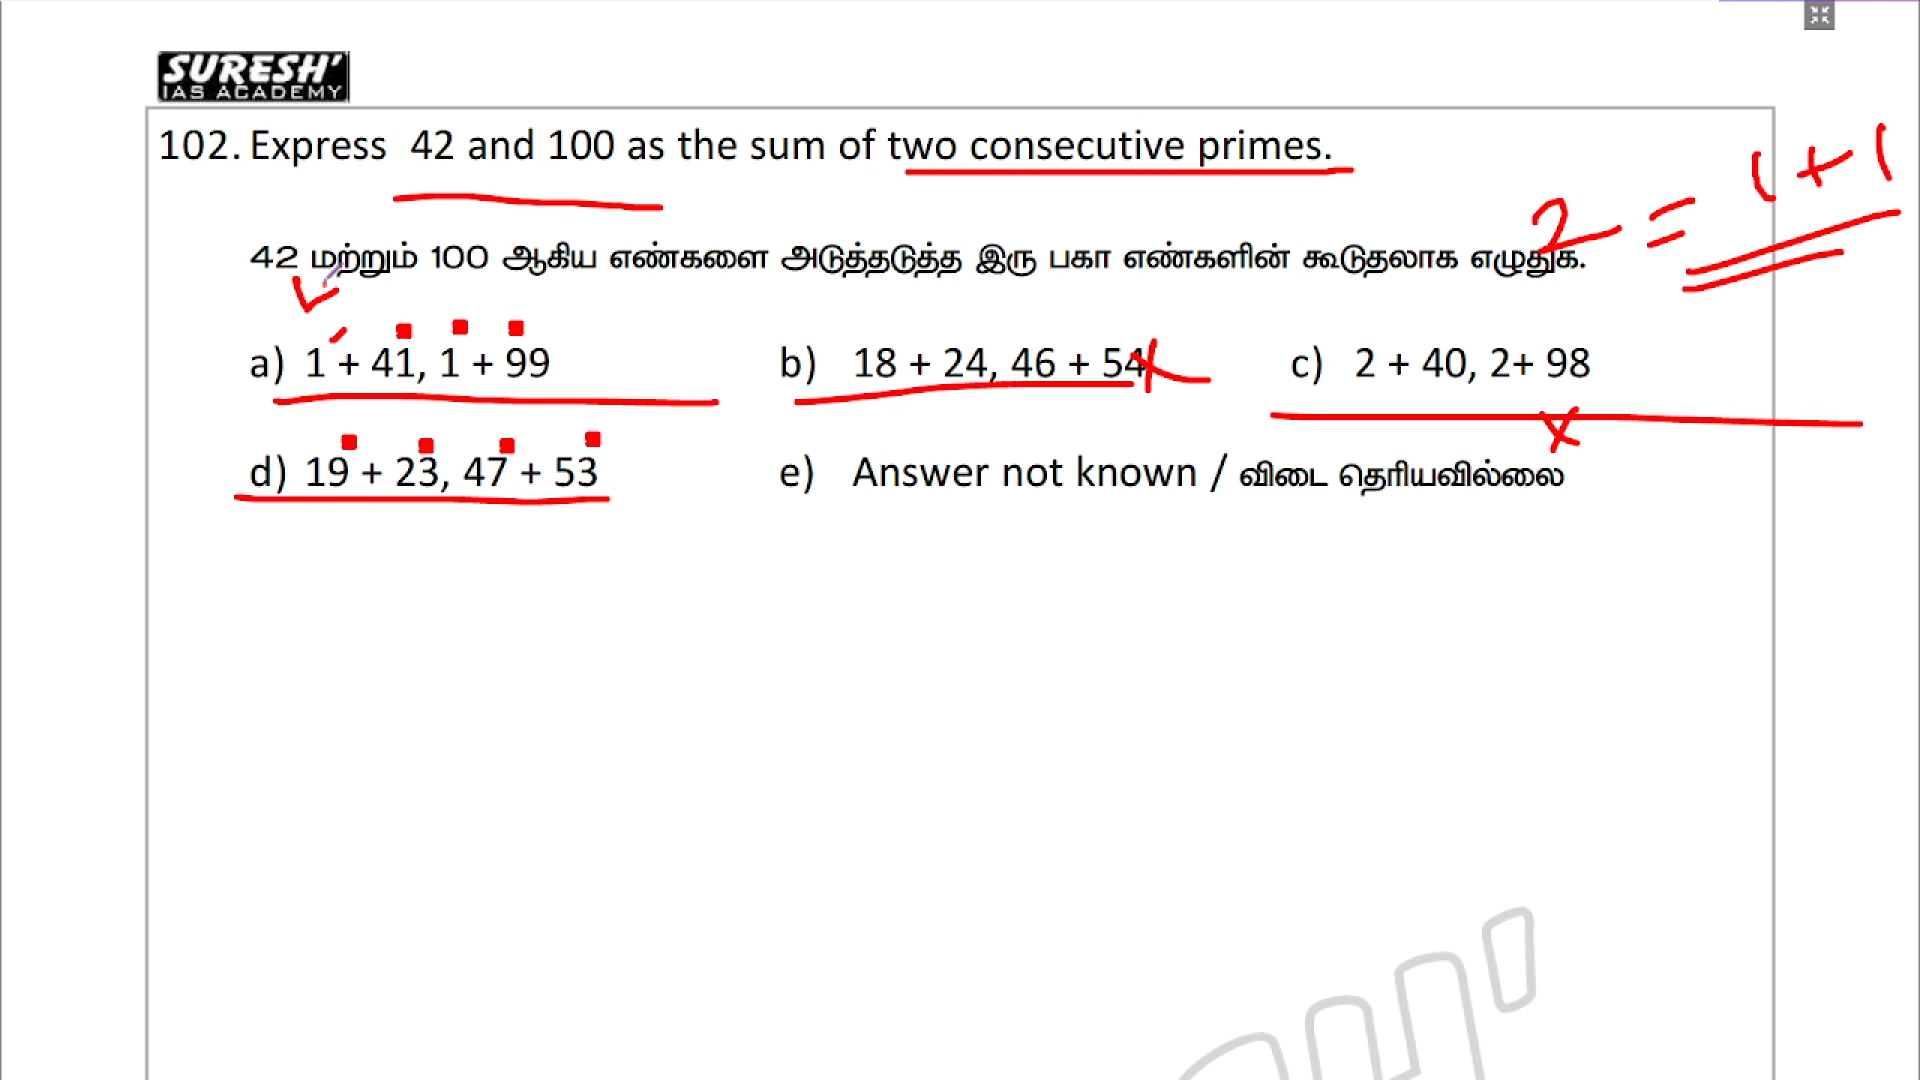 SURESH'
IAS ACADEMY
102. Express 42 and 100 as the sum of two consecutive primes.
2 = 1+1
42 மற்றும் 100 ஆகிய எண்களை அடுத்தடுத்த இரு பகா எண்களின் கூடுதலாக எழுதுக.
a) 1 + 41, 1 + 99 b) 18 + 24, 46 + 54 c) 2 + 40, 2+ 98
d) 19 + 23, 47 + 53 e) Answer not known / விடை தெரியவில்லை